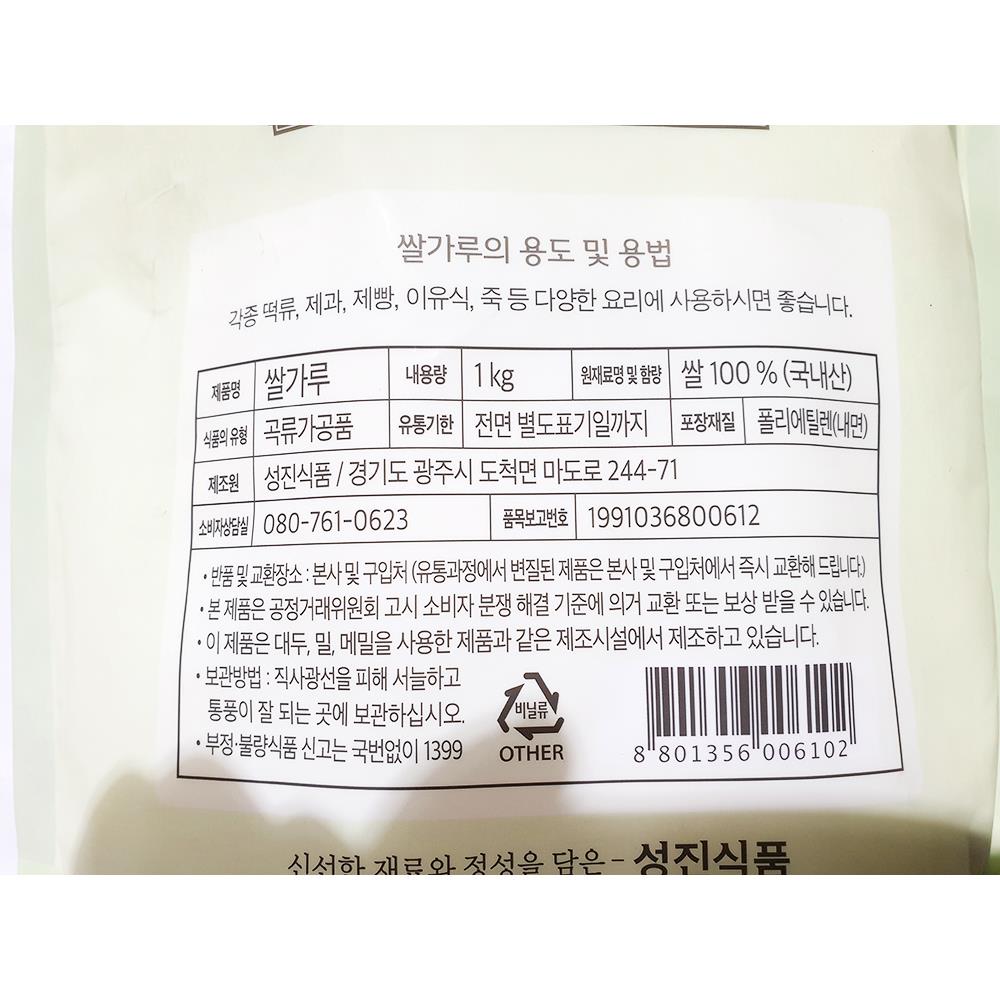 쌀가루의 용도 및 용법
각종 떡류, 제과, 제빵, 이유식, 죽 등 다양한 요리에 사용하시면 좋습니다.
제품명 쌀가루 내용량 1kg 원재료명 및 함량 쌀 100 % (국내산)
식품의 유형 곡류가공품 유통기한 전면 별도표기일까지 포장재질 폴리에틸렌(내면)
제조원 성진식품 / 경기도 광주시 도척면 마도로 244-71
소비자상담실 080-761-0623 품목보고번호 1991036800612
• 반품 및 교환장소 : 본사 및 구입처 (유통과정에서 변질된 제품은 본사 및 구입처에서 즉시 교환해 드립니다.)
• 본 제품은 공정거래위원회 고시 소비자 분쟁 해결 기준에 의거 교환 또는 보상 받을 수 있습니다.
• 이 제품은 대두, 밀, 메밀을 사용한 제품과 같은 제조시설에서 제조하고 있습니다.
• 보관방법 : 직사광선을 피해 서늘하고
통풍이 잘 되는 곳에 보관하십시오.
• 부정·불량식품 신고는 국번없이 1399
비닐류
OTHER
8 801356 006102
신선한 재료와 정성을 담은 - 성진식품